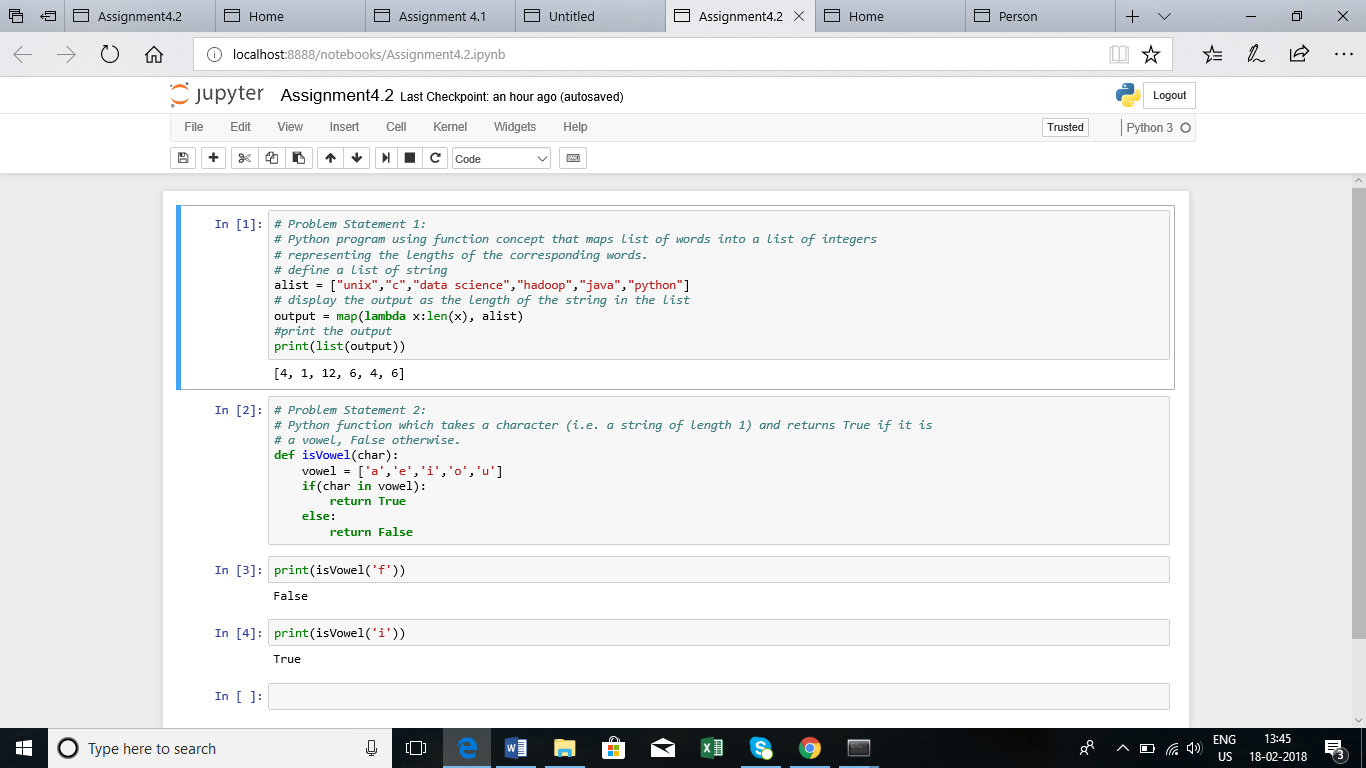 Assignment4.2
Home
Assignment 4.1
Untitled
Assignment4.2
Home
Person
localhost:8888/notebooks/Assignment4.2.ipynb
jupyter Assignment4.2 Last Checkpoint: an hour ago (autosaved)
Logout
File Edit View Insert Cell Kernel Widgets Help
Trusted
Python 3
Code
In [1]:
# Problem Statement 1:
# Python program using function concept that maps list of words into a list of integers
# representing the lengths of the corresponding words.
# define a list of string
alist = ["unix","c","data science","hadoop","java","python"]
# display the output as the length of the string in the list
output = map(lambda x:len(x), alist)
#print the output
print(list(output))
[4, 1, 12, 6, 4, 6]
In [2]:
# Problem Statement 2:
# Python function which takes a character (i.e. a string of length 1) and returns True if it is
# a vowel, False otherwise.
def isVowel(char):
    vowel = ['a','e','i','o','u']
    if(char in vowel):
        return True
    else:
        return False
In [3]:
print(isVowel('f'))
False
In [4]:
print(isVowel('i'))
True
In [ ]:
Type here to search
ENG
US
13:45
18-02-2018
3